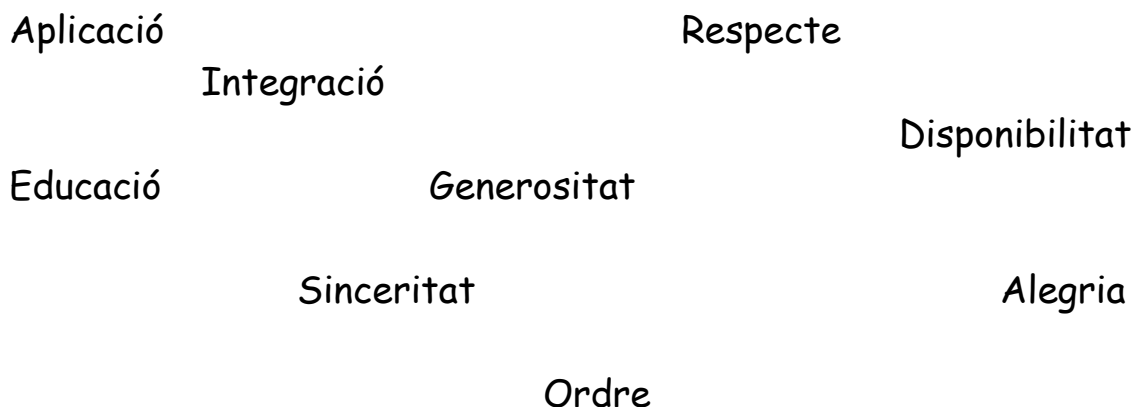 Aplicació Respecte
Integració
Disponibilitat
Educació Generositat
Sinceritat Alegria
Ordre